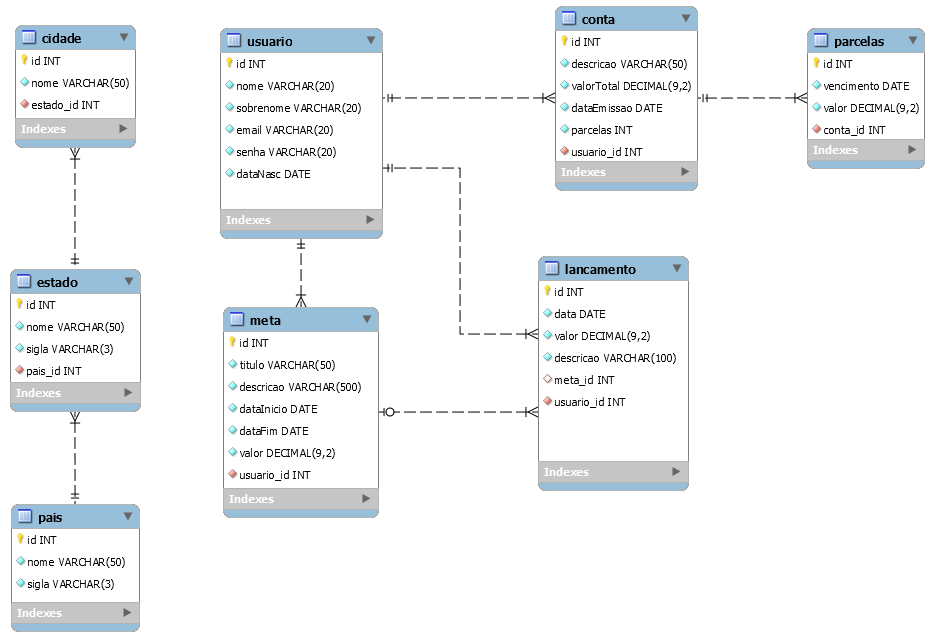 cidade
id INT
nome VARCHAR(50)
estado_id INT
Indexes
usuario
id INT
nome VARCHAR(20)
sobrenome VARCHAR(20)
email VARCHAR(20)
senha VARCHAR(20)
dataNasc DATE
Indexes
conta
id INT
descricao VARCHAR(50)
valorTotal DECIMAL(9,2)
dataEmissao DATE
parcelas INT
usuario_id INT
Indexes
parcelas
id INT
vencimento DATE
valor DECIMAL(9,2)
conta_id INT
Indexes
estado
id INT
nome VARCHAR(50)
sigla VARCHAR(3)
pais_id INT
Indexes
meta
id INT
titulo VARCHAR(50)
descricao VARCHAR(500)
dataInicio DATE
dataFim DATE
valor DECIMAL(9,2)
usuario_id INT
Indexes
lancamento
id INT
data DATE
valor DECIMAL(9,2)
descricao VARCHAR(100)
meta_id INT
usuario_id INT
Indexes
pais
id INT
nome VARCHAR(50)
sigla VARCHAR(3)
Indexes